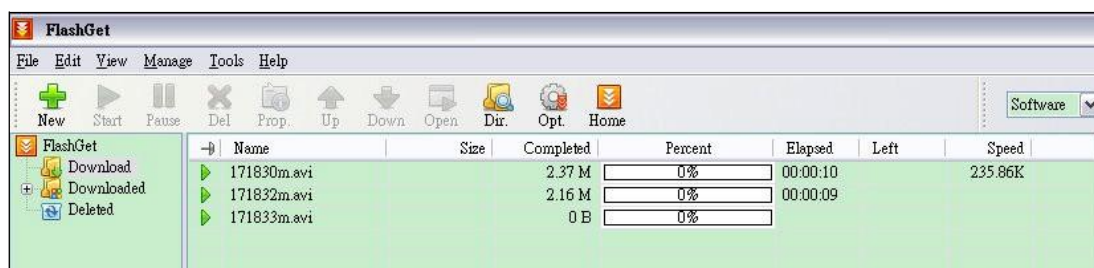 FlashGet
File Edit View Manage Tools Help
New Start Pause Del Prop. Up Down Open Dir. Opt. Home Software
FlashGet
Download
Downloaded
Deleted
Name Size Completed Percent Elapsed Left Speed
171830m.avi 2.37 M 0% 00:00:10 235.86K
171832m.avi 2.16 M 0% 00:00:09
171833m.avi 0 B 0%